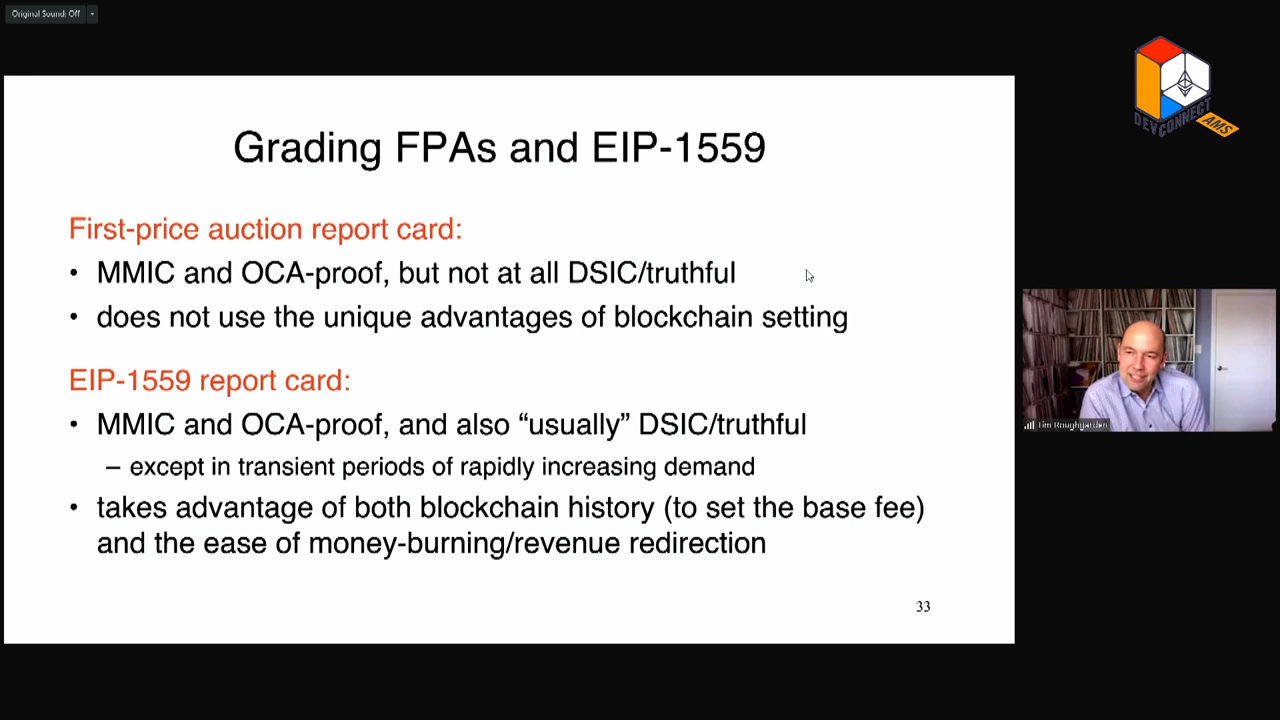 Original Sound: Off
DEVCONNECT
AMS
Grading FPAs and EIP-1559
First-price auction report card:
• MMIC and OCA-proof, but not at all DSIC/truthful
• does not use the unique advantages of blockchain setting
EIP-1559 report card:
• MMIC and OCA-proof, and also “usually” DSIC/truthful
– except in transient periods of rapidly increasing demand
• takes advantage of both blockchain history (to set the base fee)
and the ease of money-burning/revenue redirection
33
Tim Roughgarden